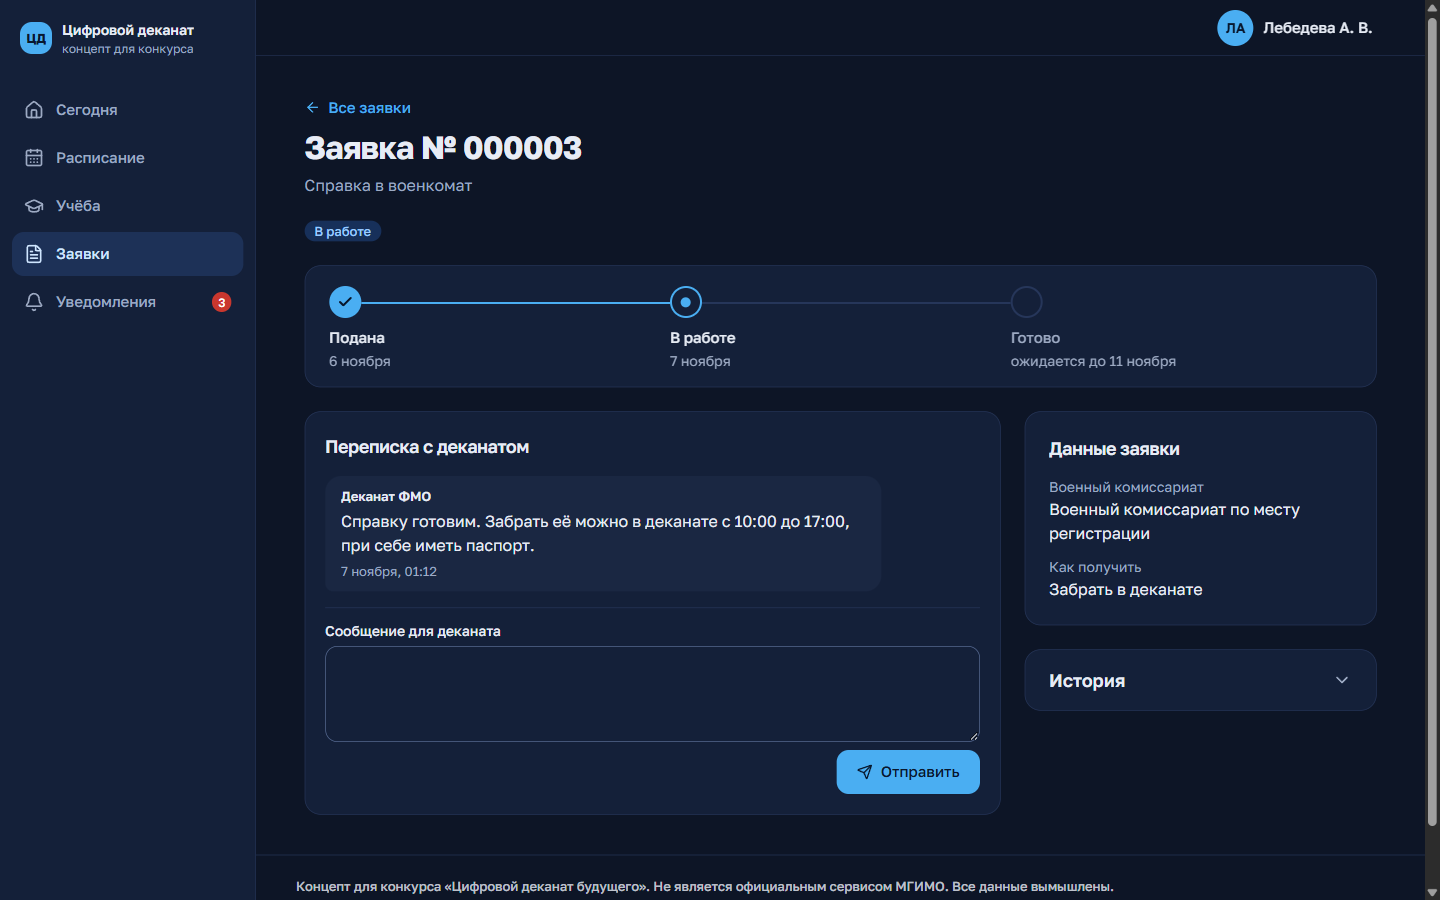 ЦД
Цифровой деканат
концепт для конкурса
ЛА
Лебедева А. В.
Сегодня
Расписание
Учёба
Заявки
Уведомления
3
Все заявки
Заявка № 000003
Справка в военкомат
В работе
Подана
6 ноября
В работе
7 ноября
Готово
ожидается до 11 ноября
Переписка с деканатом
Деканат ФМО
Справку готовим. Забрать её можно в деканате с 10:00 до 17:00,
при себе иметь паспорт.
7 ноября, 01:12
Сообщение для деканата
Отправить
Данные заявки
Военный комиссариат
Военный комиссариат по месту
регистрации
Как получить
Забрать в деканате
История
Концепт для конкурса «Цифровой деканат будущего». Не является официальным сервисом МГИМО. Все данные вымышлены.